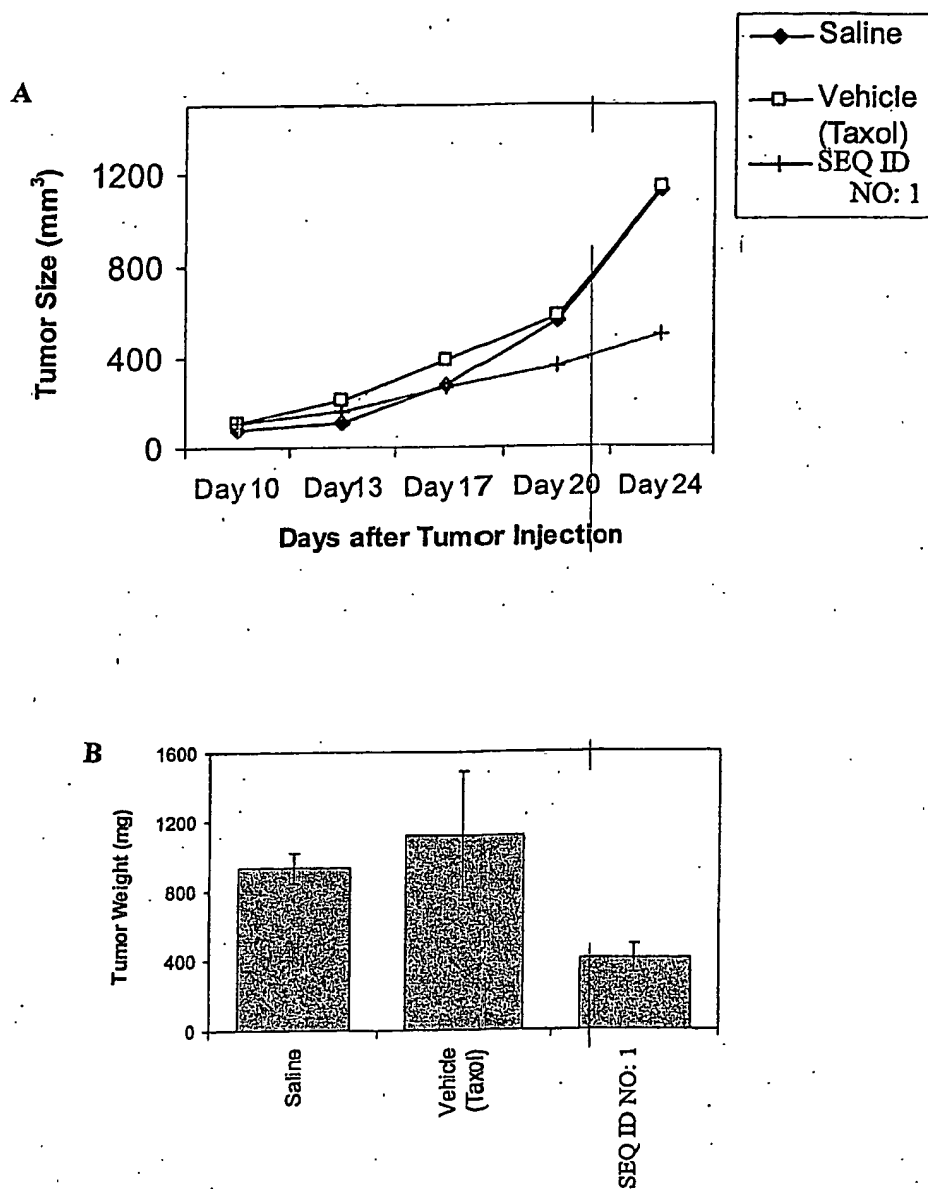 Saline
Vehicle
(Taxol)
SEQ ID
NO: 1
A
1200
800
400
0
Tumor Size (mm³)
Day 10 Day13 Day 17 Day 20 Day 24
Days after Tumor Injection
B
1600
1200
800
400
0
Tumor Weight (mg)
Saline
Vehicle
(Taxol)
SEQ ID NO: 1